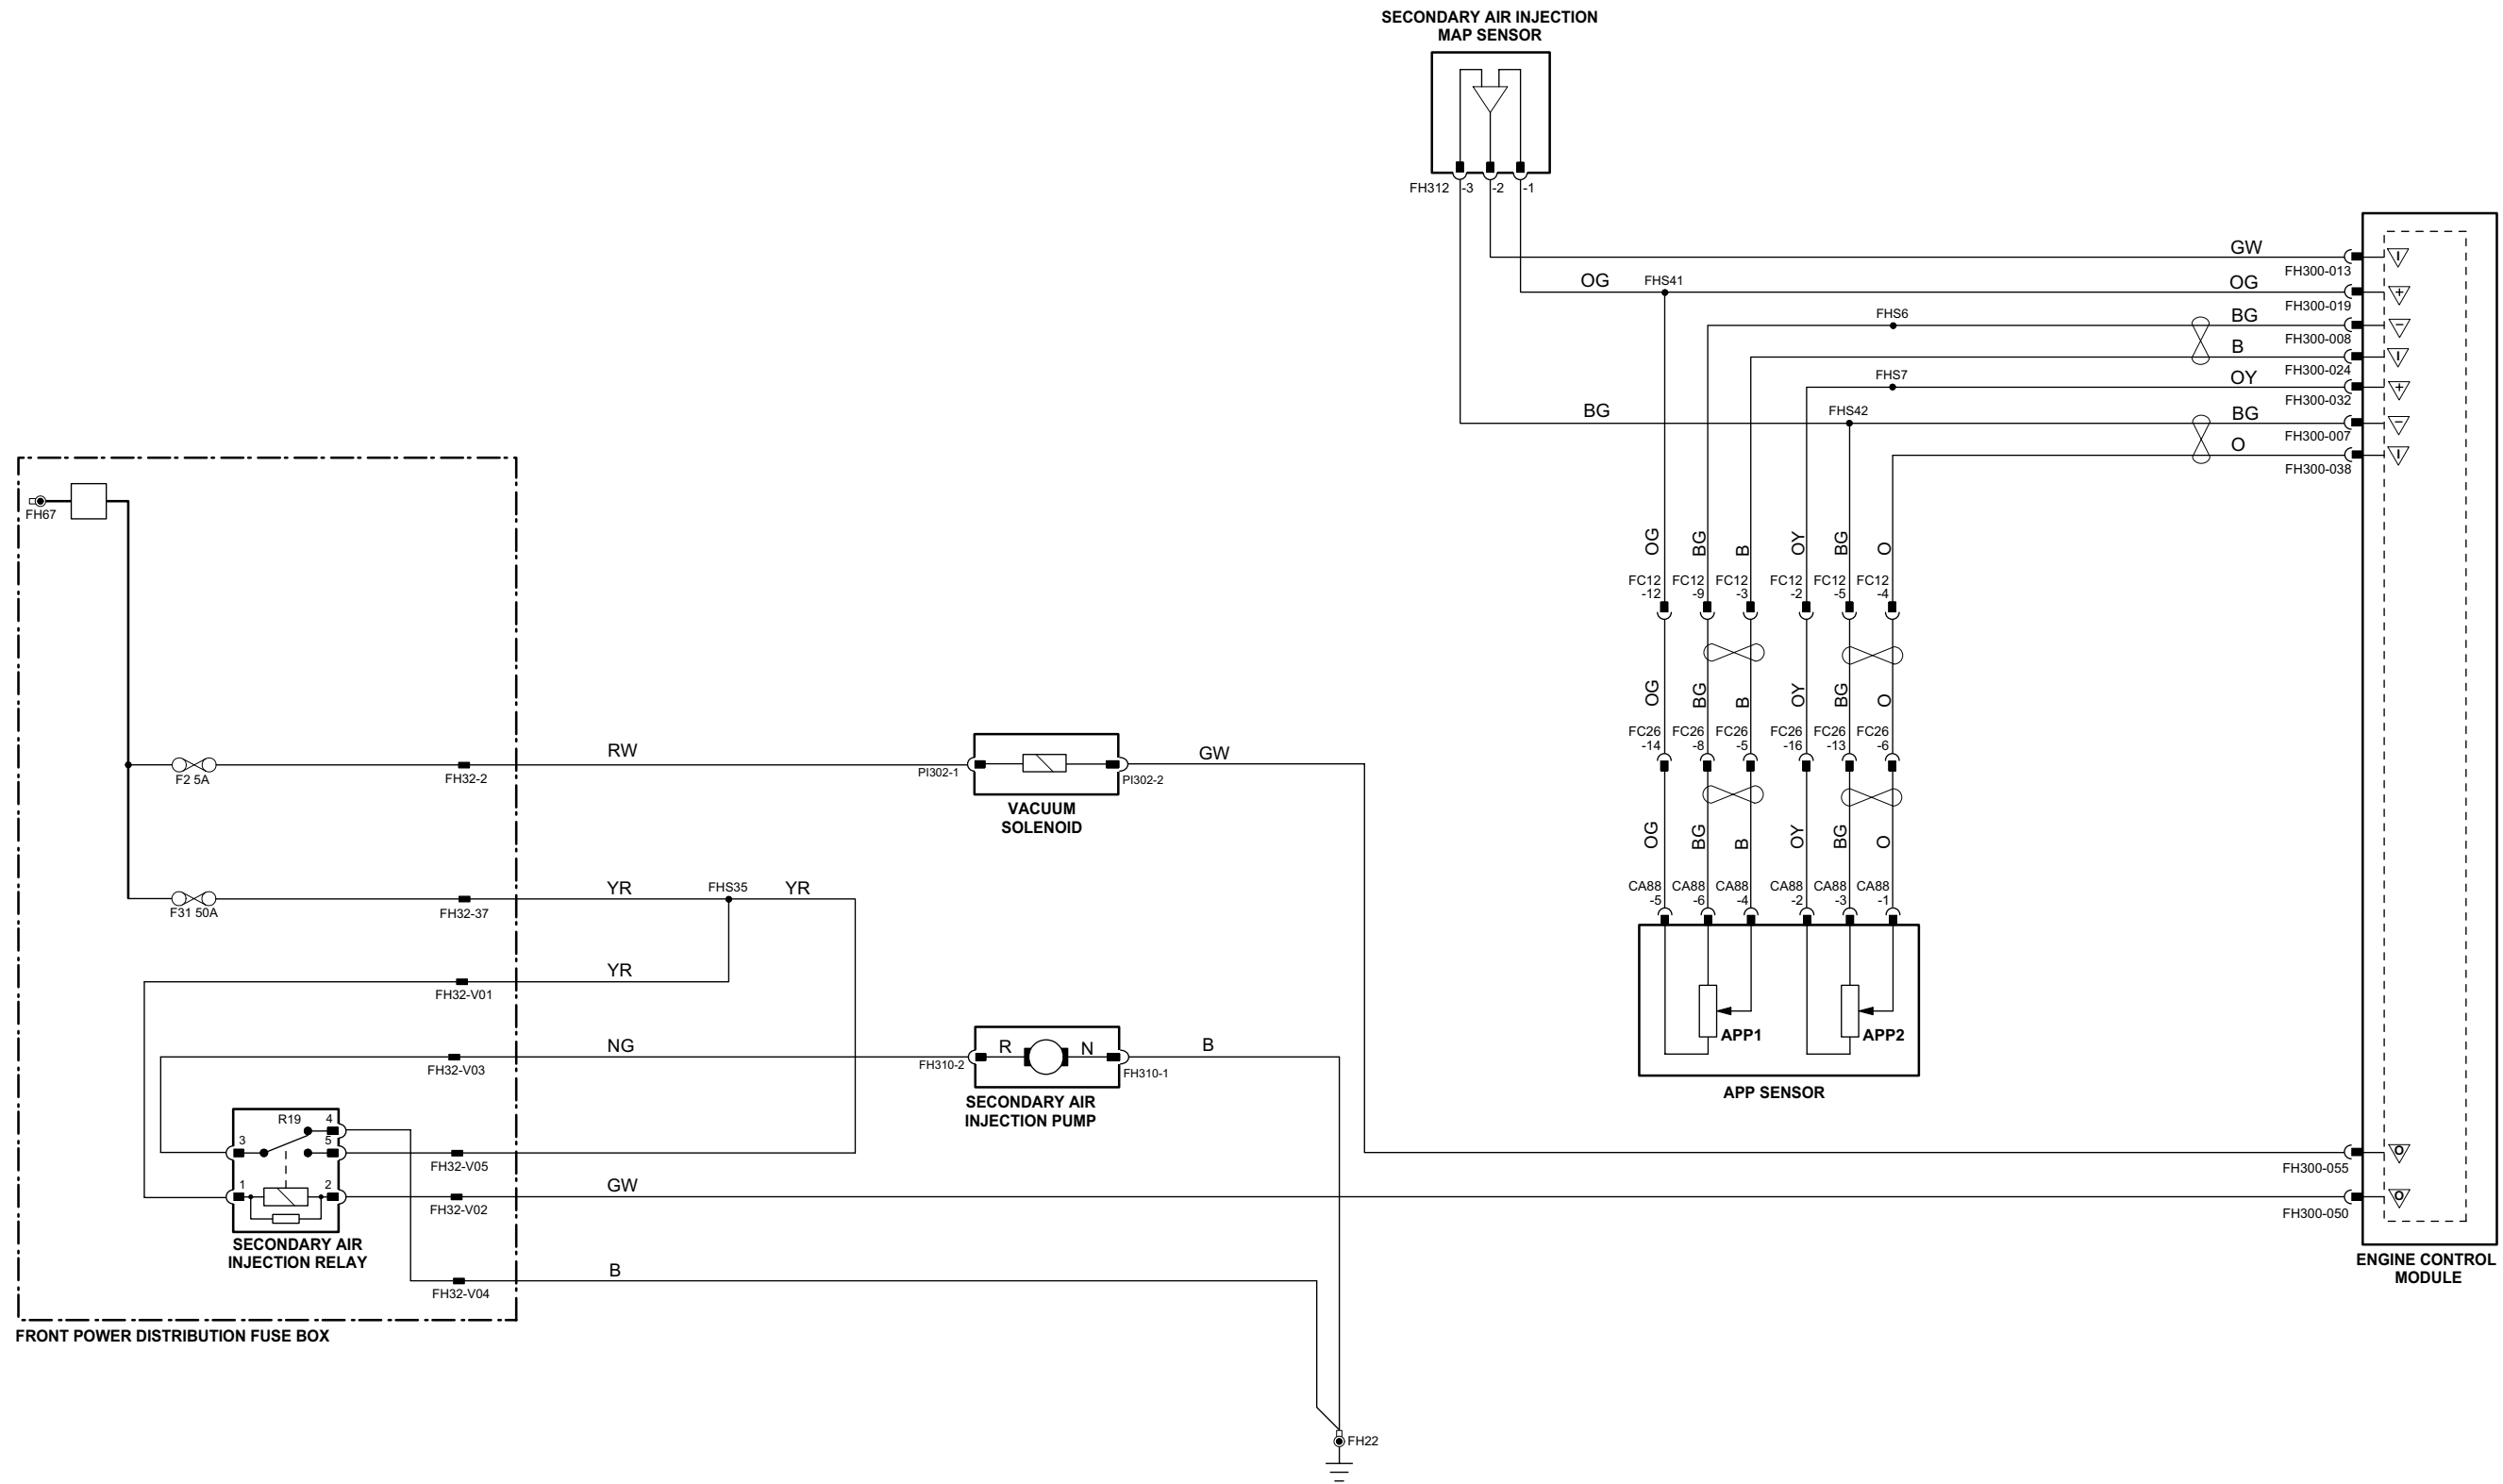 SECONDARY AIR INJECTION
MAP SENSOR
FH312 -3 -2 -1
GW
FH300-013
OG FHS41 OG
FH300-019
FHS6 BG
FH300-008
B
FH300-024
FHS7 OY
FH300-032
BG FHS42 BG
FH300-007
O
FH300-038
FH67
OG BG B OY BG O
FC12 FC12 FC12 FC12 FC12 FC12
-12 -9 -3 -2 -5 -4
OG BG B OY BG O
FC26 FC26 FC26 FC26 FC26 FC26
-14 -8 -5 -16 -13 -6
RW
F2 5A
FH32-2
PI302-1
PI302-2
GW
VACUUM
SOLENOID
OG BG B OY BG O
CA88 CA88 CA88 CA88 CA88 CA88
-5 -6 -4 -2 -3 -1
YR FHS35 YR
F31 50A
FH32-37
YR
FH32-V01
APP1
APP2
APP SENSOR
NG
FH32-V03
FH310-2
R N
FH310-1
B
SECONDARY AIR
INJECTION PUMP
R19 4
3 5
FH32-V05
FH300-055
O
1 2
GW
FH32-V02
FH300-050
O
SECONDARY AIR
INJECTION RELAY
B
FH32-V04
ENGINE CONTROL
MODULE
FRONT POWER DISTRIBUTION FUSE BOX
FH22